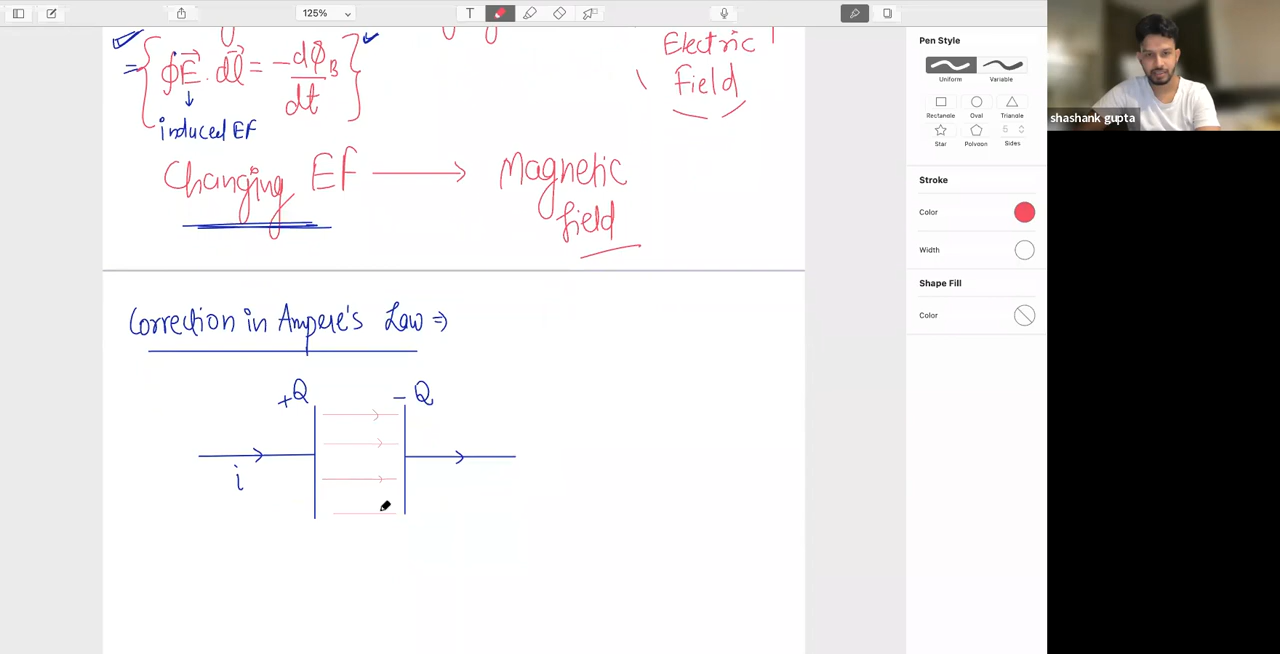 125%
T
Pen Style
Uniform
Variable
Rectangle
Oval
Triangle
Star
Polygon
5
Sides
Stroke
Color
Width
Shape Fill
Color
shashank gupta
Electric
Field
∮E⃗.dl⃗ = -dΦB/dt
induced EF
Changing EF → Magnetic
field
Correction in Ampere's Law ⇒
+Q
- Q
i